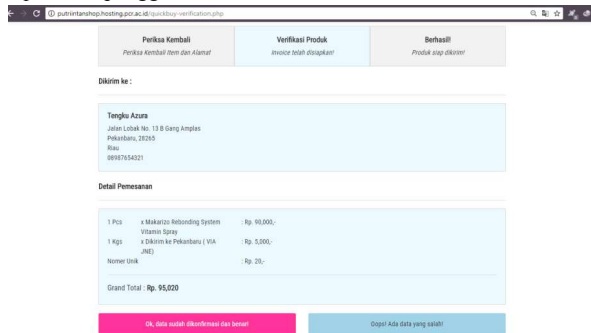 putriintanshop.hosting.pcr.ac.id/quickbuy-verification.php
Periksa Kembali
Periksa Kembali Item dan Alamat
Verifikasi Produk
Invoice telah disiapkan!
Berhasil!
Produk siap dikirim!
Dikirim ke :
Tengku Azura
Jalan Lobak No. 13 B Gang Amplas
Pekanbaru, 28265
Riau
08987654321
Detail Pemesanan
1 Pcs x Makarizo Rebonding System : Rp. 90,000,-
Vitamin Spray
1 Kgs x Dikirim ke Pekanbaru ( VIA : Rp. 5,000,-
JNE)
Nomer Unik : Rp. 20,-
Grand Total : Rp. 95,020
Ok, data sudah dikonfirmasi dan benar!
Oops! Ada data yang salah!